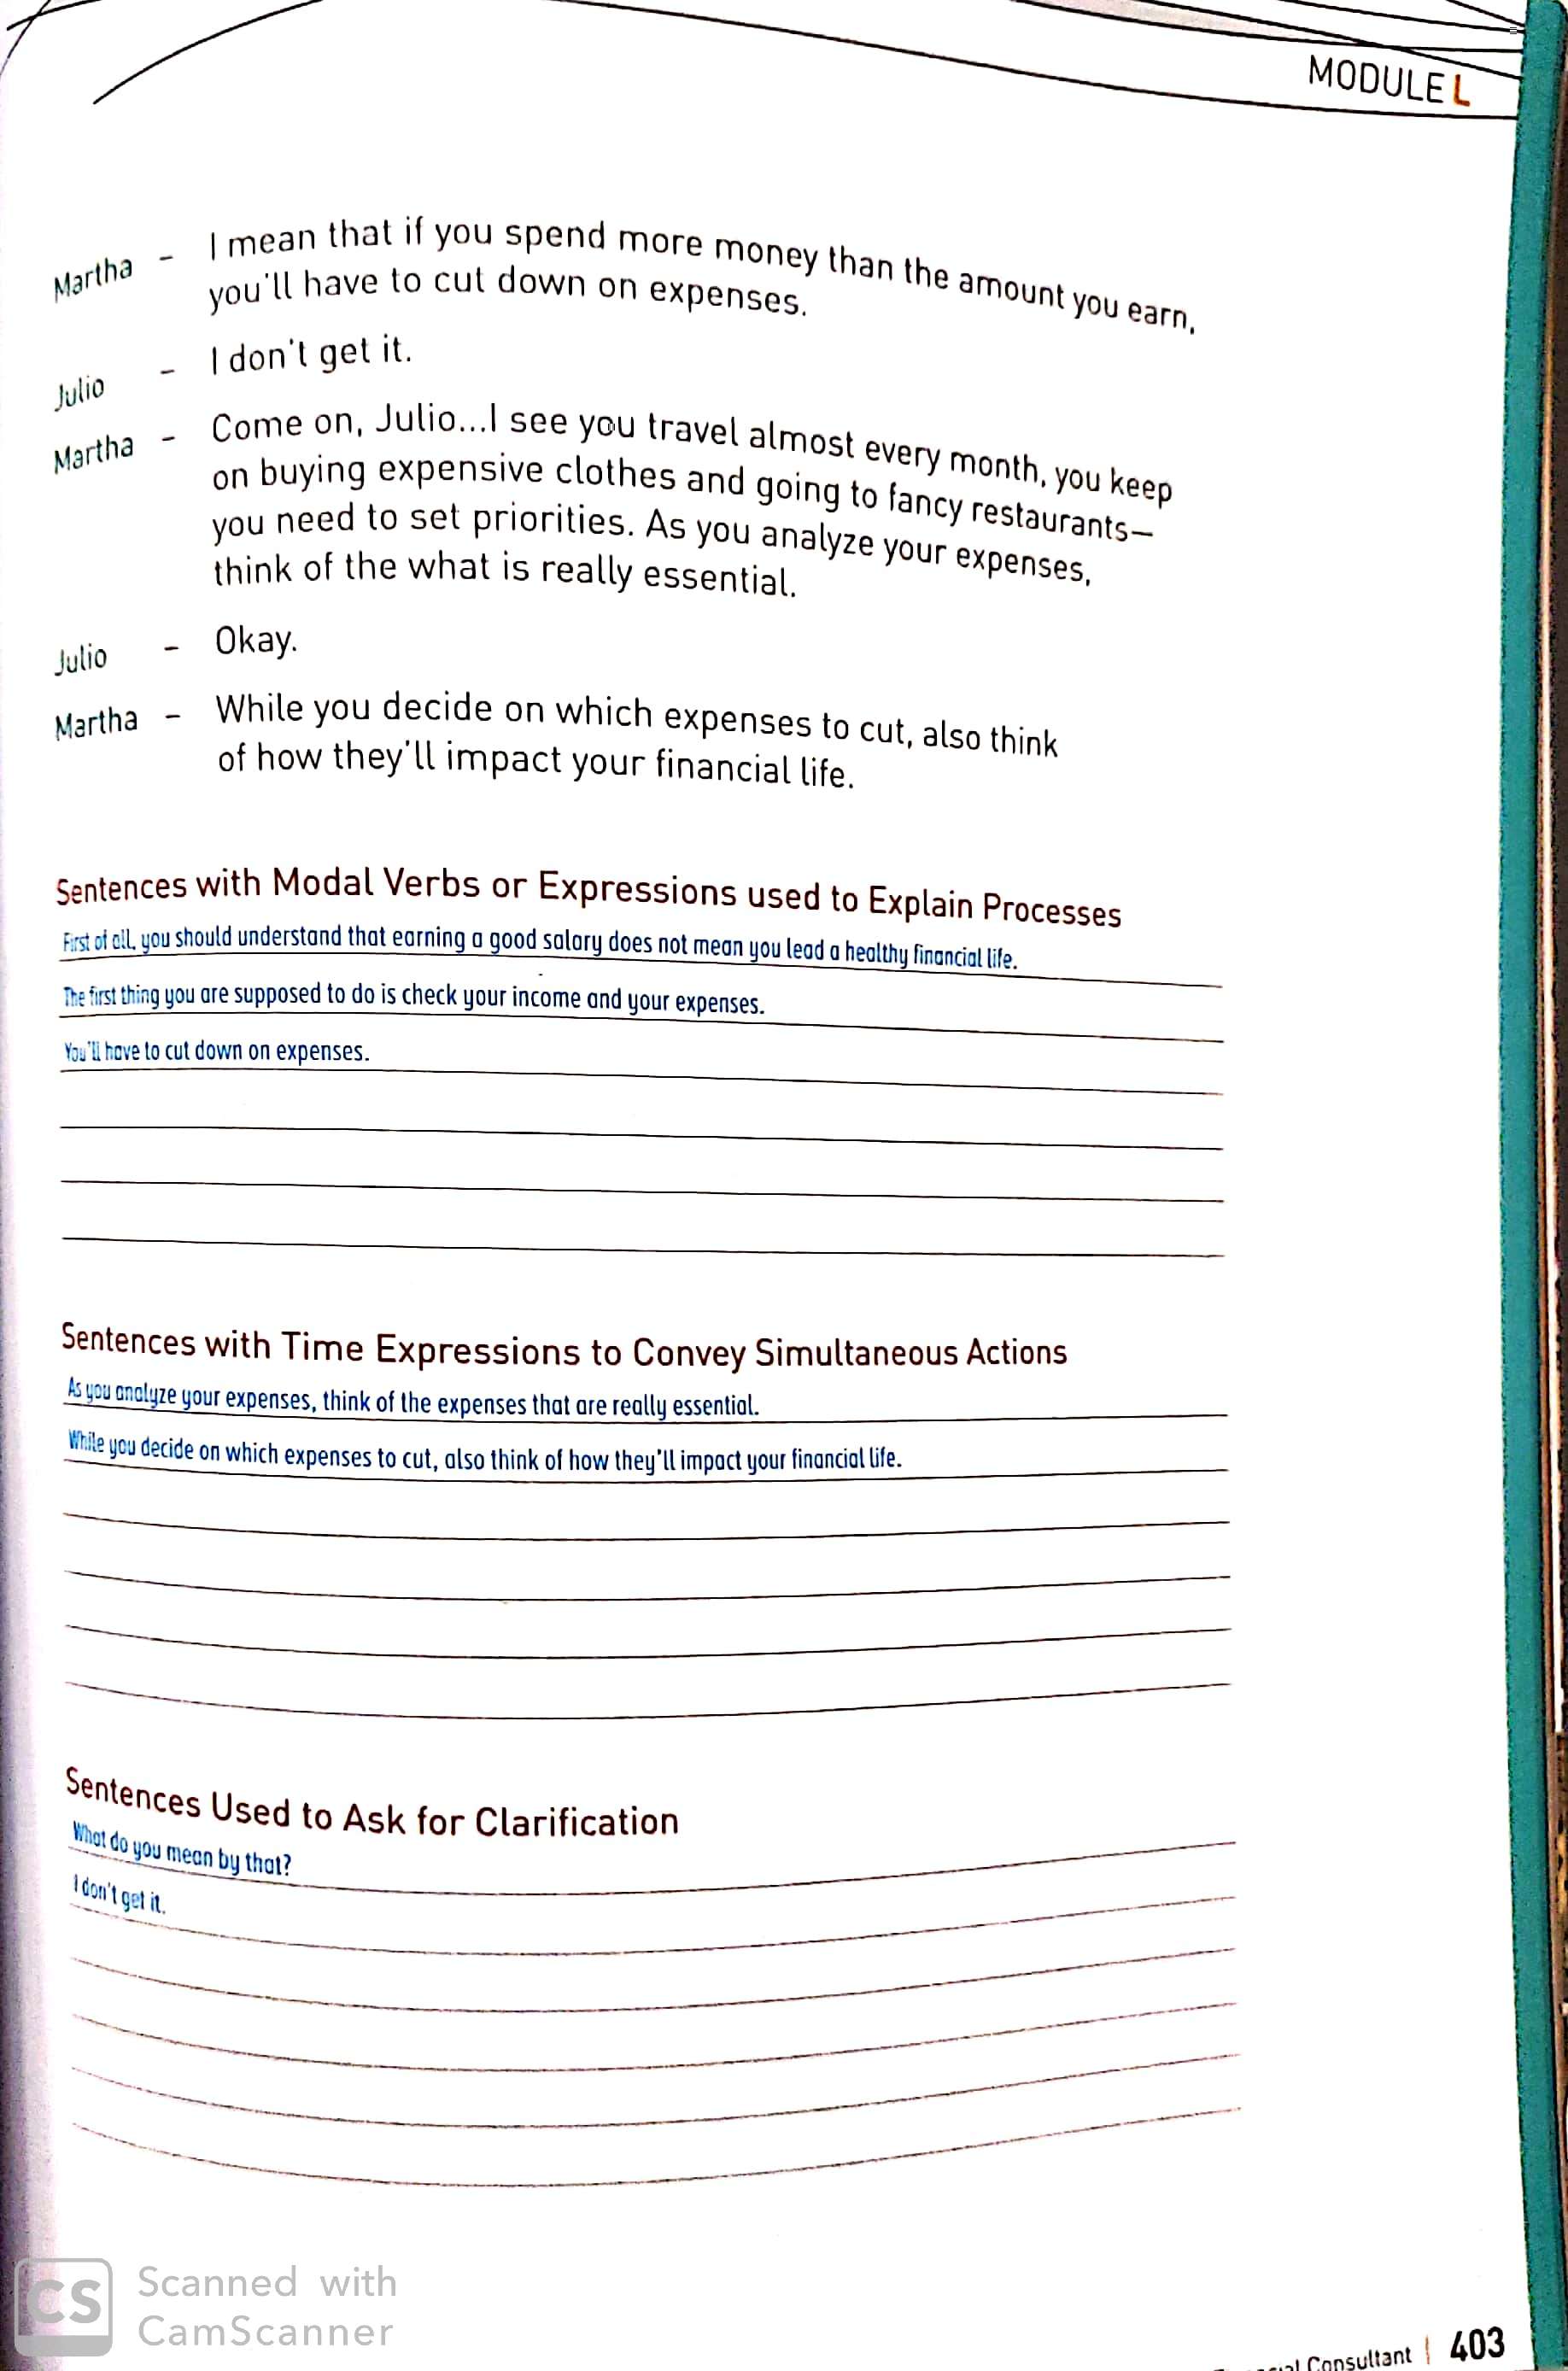 MODULE L
Martha - I mean that if you spend more money than the amount you earn,
you'll have to cut down on expenses.
Julio - I don't get it.
Martha - Come on, Julio...I see you travel almost every month, you keep
on buying expensive clothes and going to fancy restaurants—
you need to set priorities. As you analyze your expenses,
think of the what is really essential.
Julio - Okay.
Martha - While you decide on which expenses to cut, also think
of how they'll impact your financial life.
Sentences with Modal Verbs or Expressions used to Explain Processes
First of all, you should understand that earning a good salary does not mean you lead a healthy financial life.
The first thing you are supposed to do is check your income and your expenses.
You'll have to cut down on expenses.
Sentences with Time Expressions to Convey Simultaneous Actions
As you analyze your expenses, think of the expenses that are really essential.
While you decide on which expenses to cut, also think of how they'll impact your financial life.
Sentences Used to Ask for Clarification
What do you mean by that?
I don't get it.
CS Scanned with
CamScanner
Consultant | 403